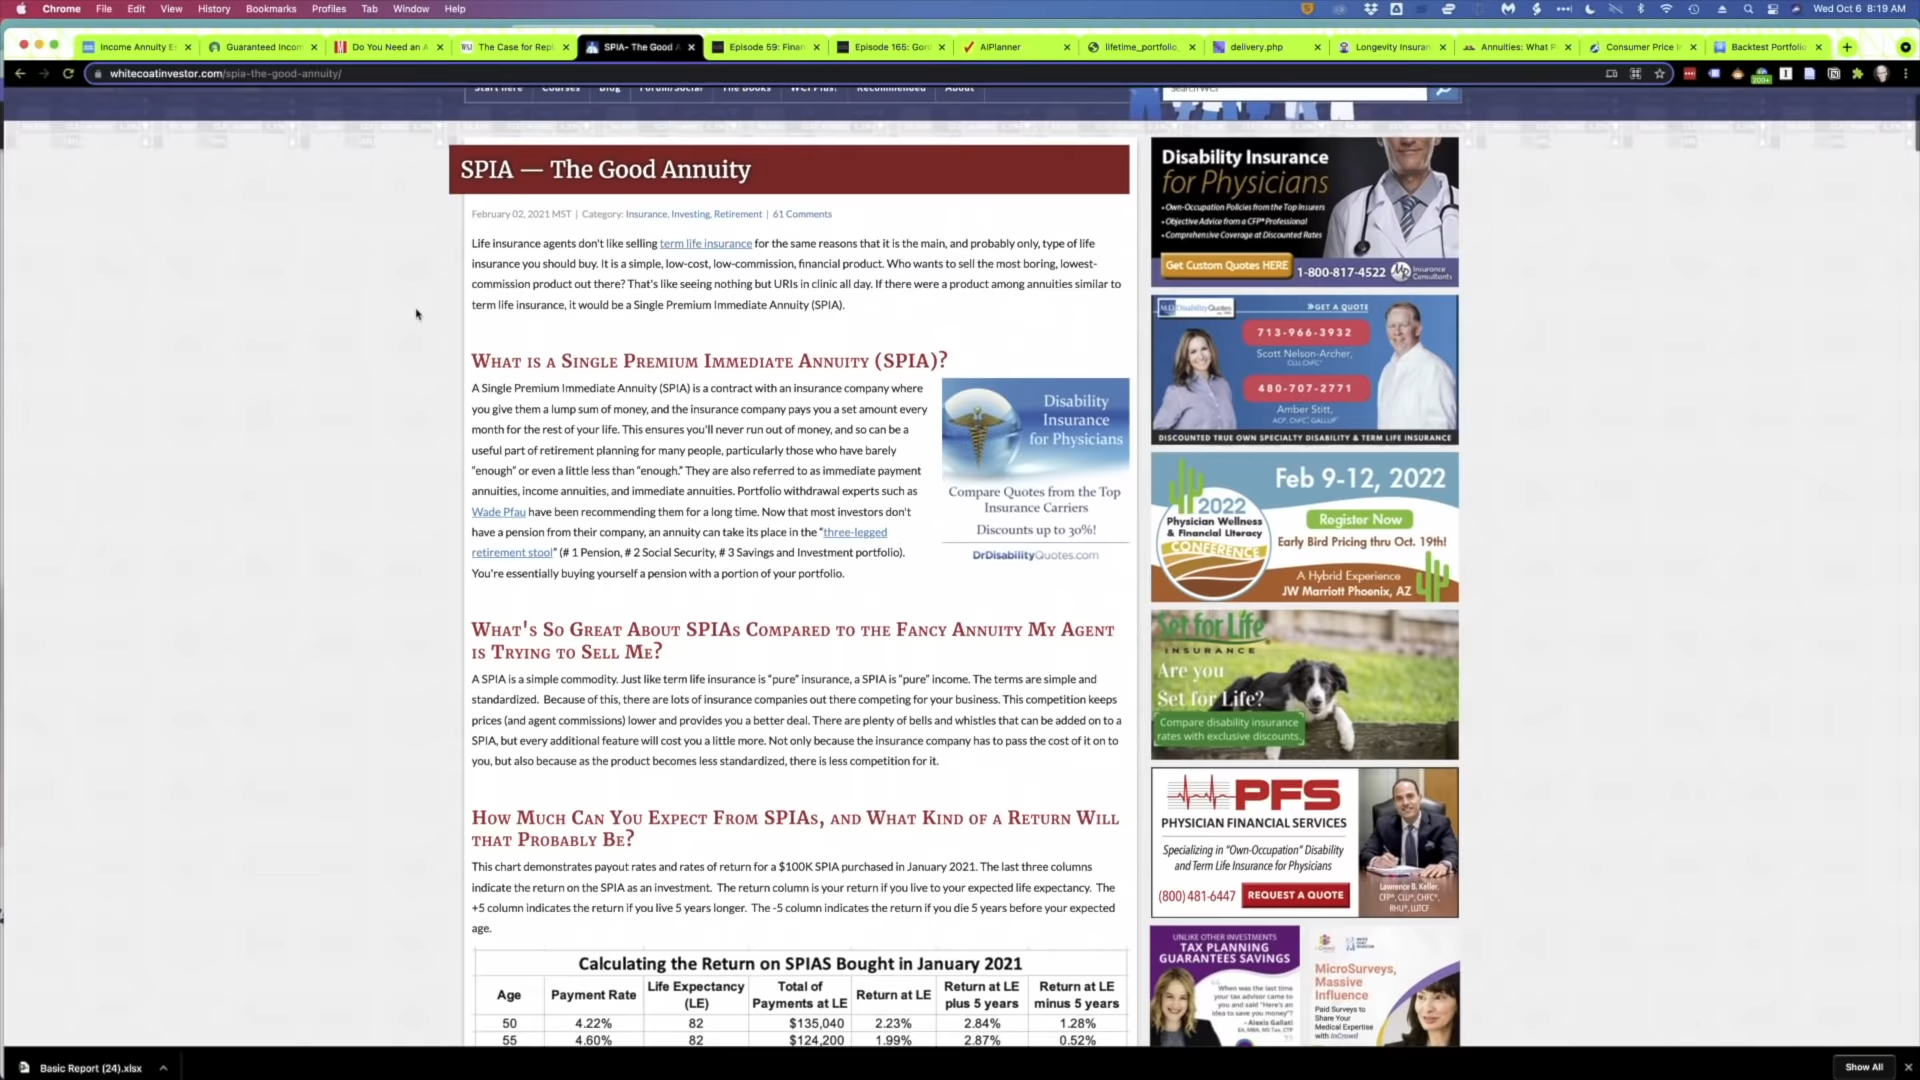 Chrome File Edit View History Bookmarks Profiles Tab Window Help
Wed Oct 6 8:19 AM
Income Annuity Es
Guaranteed Incom
Do You Need an A
The Case for Repl
SPIA- The Good A
Episode 59: Finan
Episode 165: Gor
AIPlanner
lifetime_portfolio_
delivery.php
Longevity Insuran
Annuities: What P
Consumer Price I
Backtest Portfolio
whitecoatinvestor.com/spia-the-good-annuity/
200+
Start Here Courses Blog Forum/Social The Books WCI Plus! Recommended About
Search WCI
SPIA — The Good Annuity
February 02, 2021 MST | Category: Insurance, Investing, Retirement | 61 Comments
Life insurance agents don't like selling term life insurance for the same reasons that it is the main, and probably only, type of life
insurance you should buy. It is a simple, low-cost, low-commission, financial product. Who wants to sell the most boring, lowest-
commission product out there? That's like seeing nothing but URIs in clinic all day. If there were a product among annuities similar to
term life insurance, it would be a Single Premium Immediate Annuity (SPIA).
What is a Single Premium Immediate Annuity (SPIA)?
A Single Premium Immediate Annuity (SPIA) is a contract with an insurance company where
you give them a lump sum of money, and the insurance company pays you a set amount every
month for the rest of your life. This ensures you'll never run out of money, and so can be a
useful part of retirement planning for many people, particularly those who have barely
"enough" or even a little less than "enough." They are also referred to as immediate payment
annuities, income annuities, and immediate annuities. Portfolio withdrawal experts such as
Wade Pfau have been recommending them for a long time. Now that most investors don't
have a pension from their company, an annuity can take its place in the "three-legged
retirement stool" (# 1 Pension, # 2 Social Security, # 3 Savings and Investment portfolio).
You're essentially buying yourself a pension with a portion of your portfolio.
Disability
Insurance
for Physicians
Compare Quotes from the Top
Insurance Carriers
Discounts up to 30%!
DrDisabilityQuotes.com
What's So Great About SPIAs Compared to the Fancy Annuity My Agent
is Trying to Sell Me?
A SPIA is a simple commodity. Just like term life insurance is "pure" insurance, a SPIA is "pure" income. The terms are simple and
standardized. Because of this, there are lots of insurance companies out there competing for your business. This competition keeps
prices (and agent commissions) lower and provides you a better deal. There are plenty of bells and whistles that can be added on to a
SPIA, but every additional feature will cost you a little more. Not only because the insurance company has to pass the cost of it on to
you, but also because as the product becomes less standardized, there is less competition for it.
How Much Can You Expect From SPIAs, and What Kind of a Return Will
that Probably Be?
This chart demonstrates payout rates and rates of return for a $100K SPIA purchased in January 2021. The last three columns
indicate the return on the SPIA as an investment. The return column is your return if you live to your expected life expectancy. The
+5 column indicates the return if you live 5 years longer. The -5 column indicates the return if you die 5 years before your expected
age.
Calculating the Return on SPIAS Bought in January 2021
Age Payment Rate Life Expectancy (LE) Total of Payments at LE Return at LE Return at LE plus 5 years Return at LE minus 5 years
50 4.22% 82 $135,040 2.23% 2.84% 1.28%
55 4.60% 82 $124,200 1.99% 2.87% 0.52%
Disability Insurance
for Physicians
•Own-Occupation Policies from the Top Insurers
•Objective Advice from a CFP® Professional
•Comprehensive Coverage at Discounted Rates
Get Custom Quotes HERE
1-800-817-4522
Insurance
Consultants
GET A QUOTE
713-966-3932
Scott Nelson-Archer,
CLU, ChFC®
480-707-2771
Amber Stitt,
DISCOUNTED TRUE OWN SPECIALTY DISABILITY & TERM LIFE INSURANCE
Feb 9-12, 2022
2022
Physician Wellness
& Financial Literacy
CONFERENCE
Register Now
Early Bird Pricing thru Oct. 19th!
A Hybrid Experience
JW Marriott Phoenix, AZ
Set for Life
INSURANCE
Are you
Set for Life?
Compare disability insurance
rates with exclusive discounts.
PFS
PHYSICIAN FINANCIAL SERVICES
Specializing in "Own-Occupation" Disability
and Term Life Insurance for Physicians
(800) 481-6447 REQUEST A QUOTE
Lawrence B. Keller,
CFP®, CLU®, ChFC®,
RHU®, LUTCF
UNLIKE OTHER INVESTMENTS
TAX PLANNING
GUARANTEES SAVINGS
"When was the last time
your tax advisor came to
you and said "Here's an
idea to save you money"?
- Alexis Gallati
MicroSurveys,
Massive
Influence
Paid Surveys to
Share Your
Medical Expertise
with InCrowd
Basic Report (24).xlsx
Show All